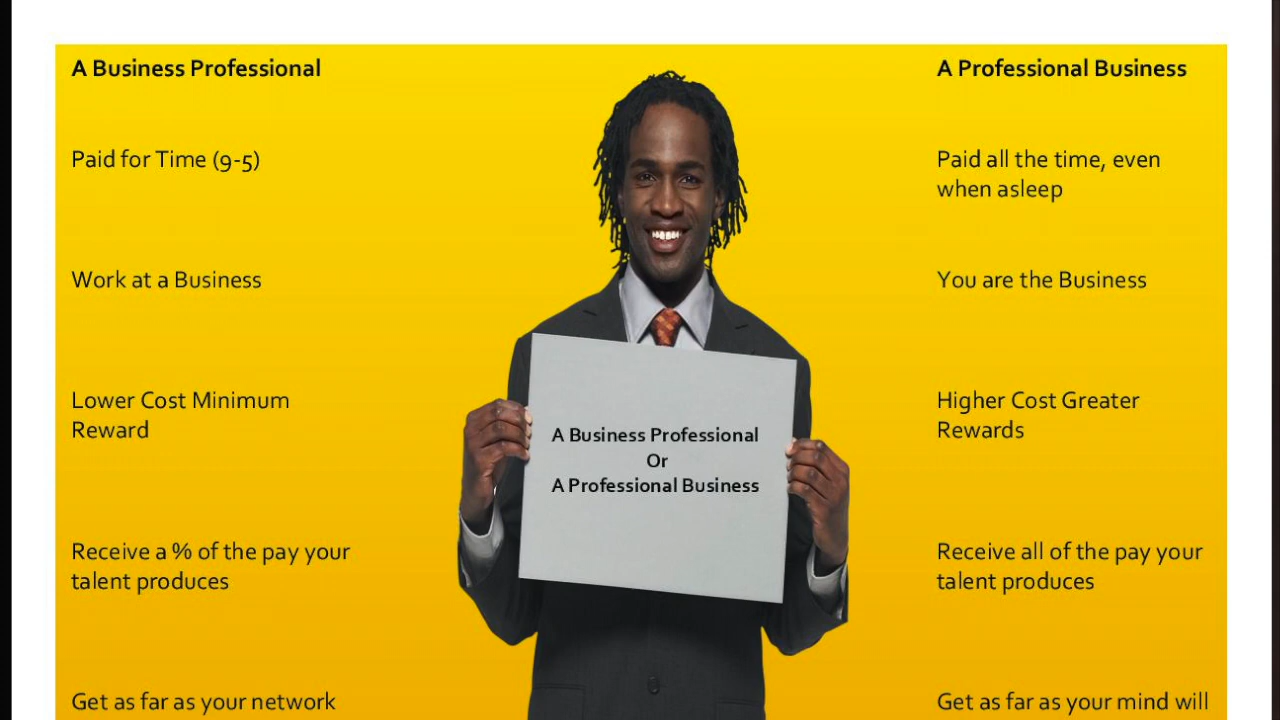 A Business Professional
Paid for Time (9-5)
Work at a Business
Lower Cost Minimum
Reward
Receive a % of the pay your
talent produces
Get as far as your network
A Business Professional
Or
A Professional Business
A Professional Business
Paid all the time, even
when asleep
You are the Business
Higher Cost Greater
Rewards
Receive all of the pay your
talent produces
Get as far as your mind will